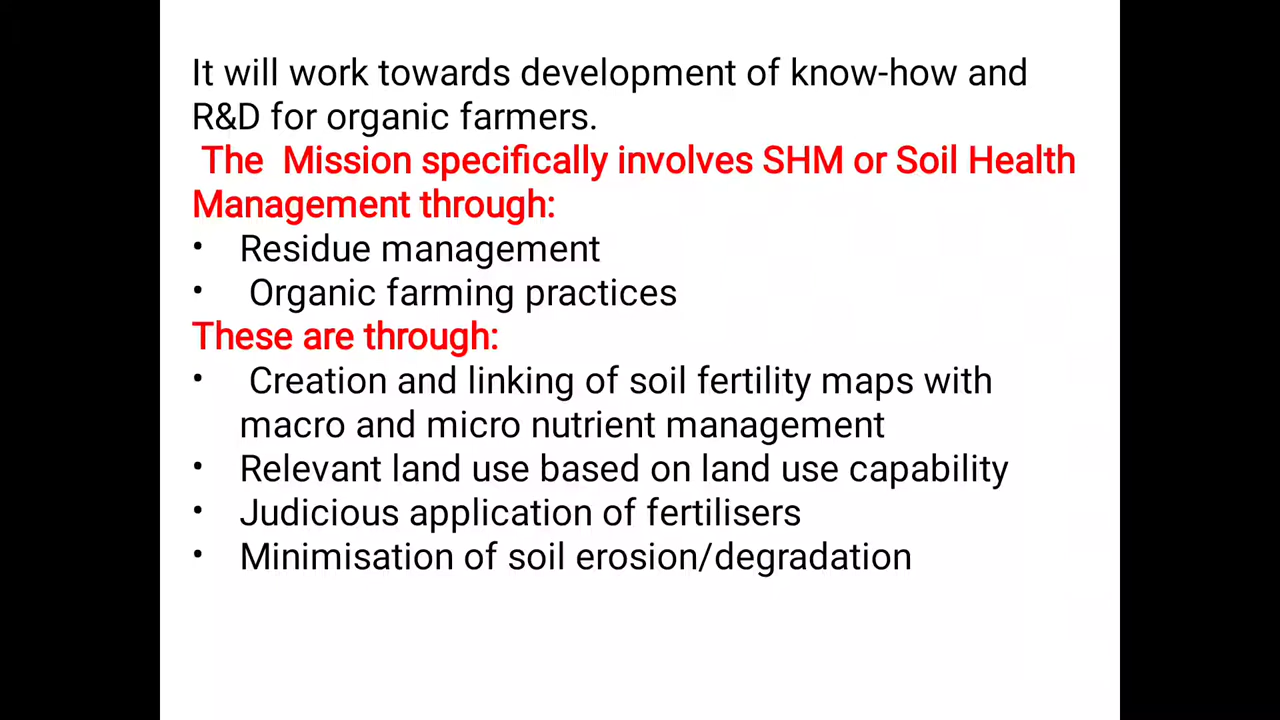 It will work towards development of know-how and
R&D for organic farmers.
The Mission specifically involves SHM or Soil Health
Management through:
• Residue management
• Organic farming practices
These are through:
• Creation and linking of soil fertility maps with
macro and micro nutrient management
• Relevant land use based on land use capability
• Judicious application of fertilisers
• Minimisation of soil erosion/degradation